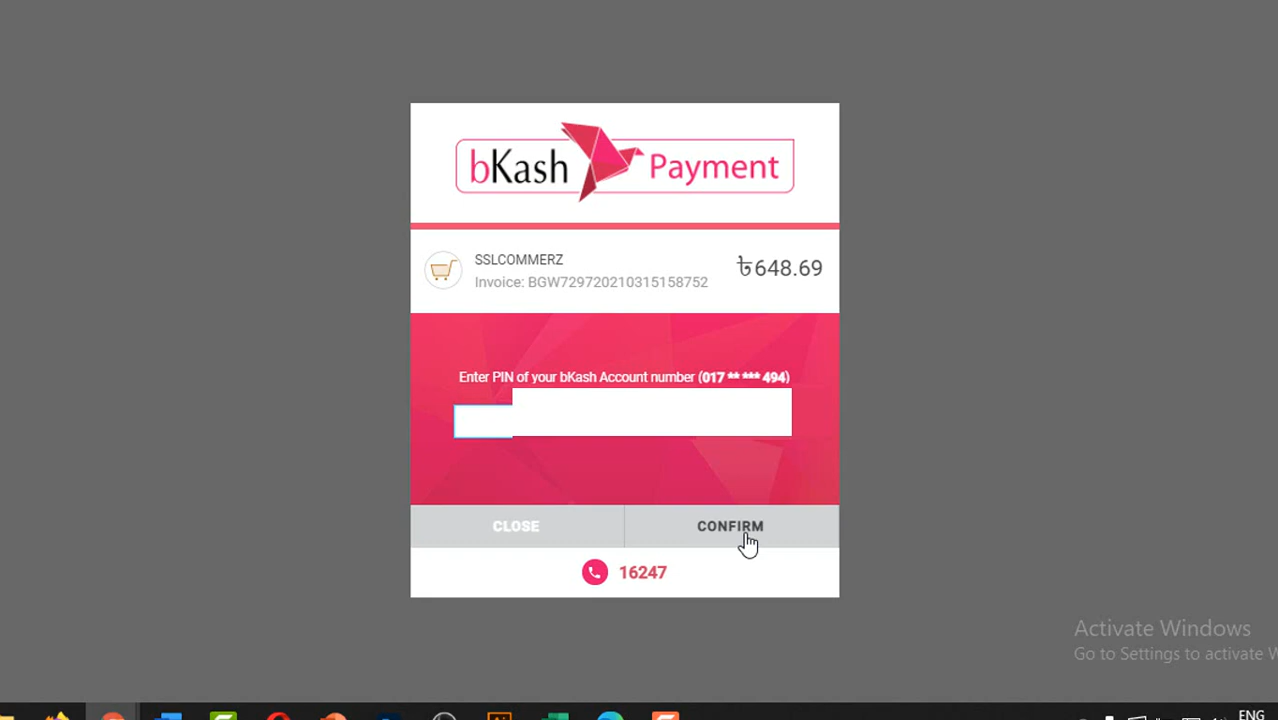 bKash Payment
SSLCOMMERZ
৳648.69
Invoice: BGW729720210315158752
Enter PIN of your bKash Account number (017 ** *** 494)
CLOSE
CONFIRM
16247
Activate Windows
Go to Settings to activate W
ENG